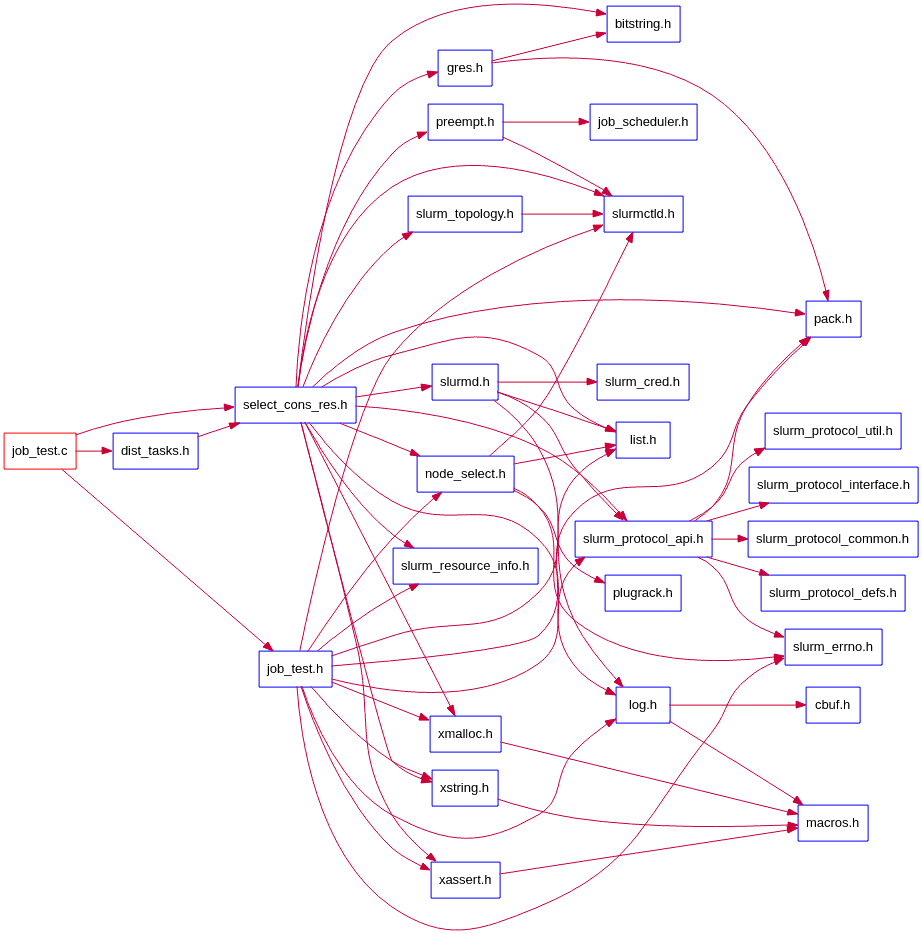 bitstring.h
gres.h
preempt.h
job_scheduler.h
slurm_topology.h
slurmctld.h
pack.h
slurmd.h
slurm_cred.h
select_cons_res.h
slurm_protocol_util.h
list.h
job_test.c
dist_tasks.h
node_select.h
slurm_protocol_interface.h
slurm_protocol_api.h
slurm_protocol_common.h
slurm_resource_info.h
plugrack.h
slurm_protocol_defs.h
slurm_errno.h
job_test.h
log.h
cbuf.h
xmalloc.h
xstring.h
macros.h
xassert.h